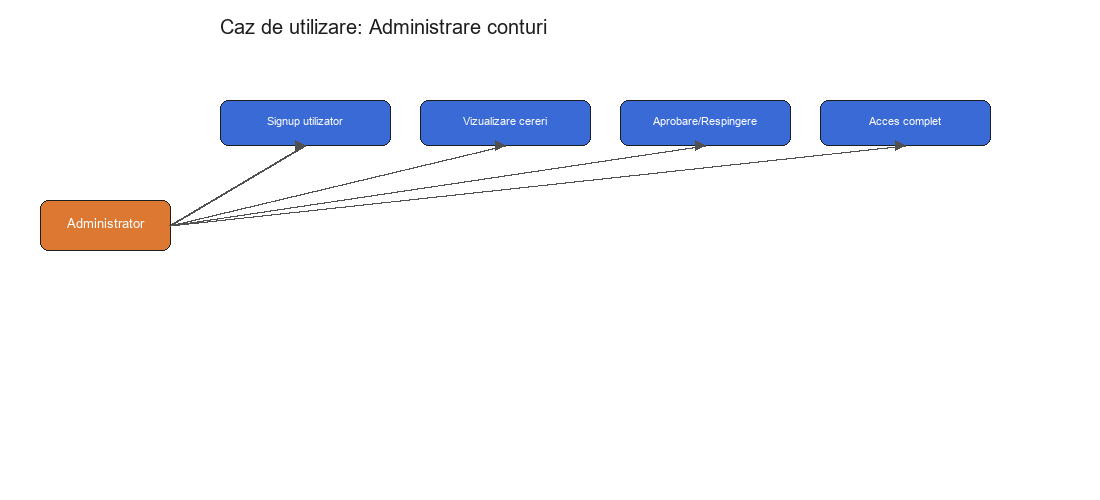 Caz de utilizare: Administrare conturi
Signup utilizator
Vizualizare cereri
Aprobare/Respingere
Acces complet
Administrator